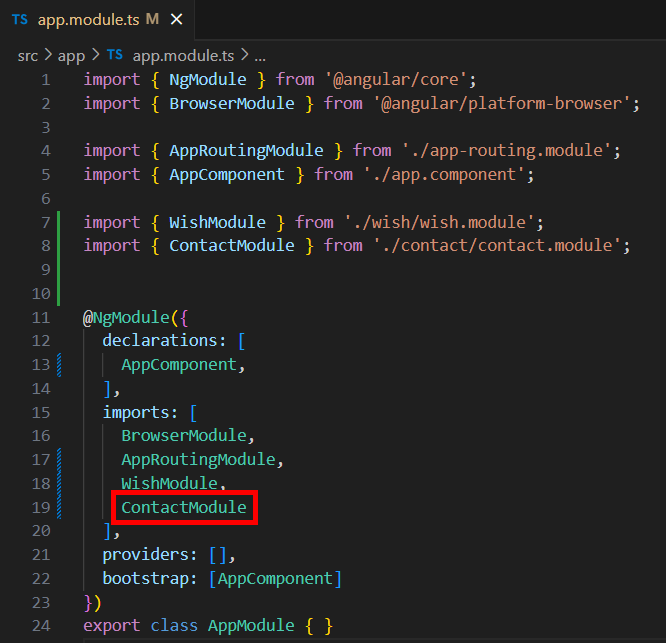 TS app.module.ts M ×
src > app > TS app.module.ts > ...
1 import { NgModule } from '@angular/core';
2 import { BrowserModule } from '@angular/platform-browser';
3
4 import { AppRoutingModule } from './app-routing.module';
5 import { AppComponent } from './app.component';
6
7 import { WishModule } from './wish/wish.module';
8 import { ContactModule } from './contact/contact.module';
9
10
11 @NgModule({
12   declarations: [
13     AppComponent,
14   ],
15   imports: [
16     BrowserModule,
17     AppRoutingModule,
18     WishModule,
19     ContactModule
20   ],
21   providers: [],
22   bootstrap: [AppComponent]
23 })
24 export class AppModule { }